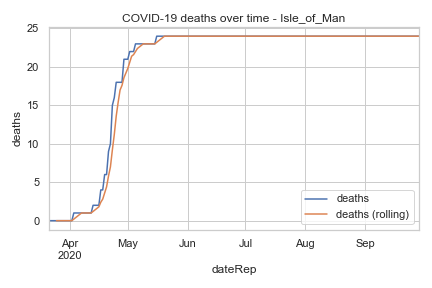 COVID-19 deaths over time - Isle_of_Man
25
20
15
10
5
0
deaths
deaths
deaths (rolling)
Apr May Jun Jul Aug Sep
2020
dateRep